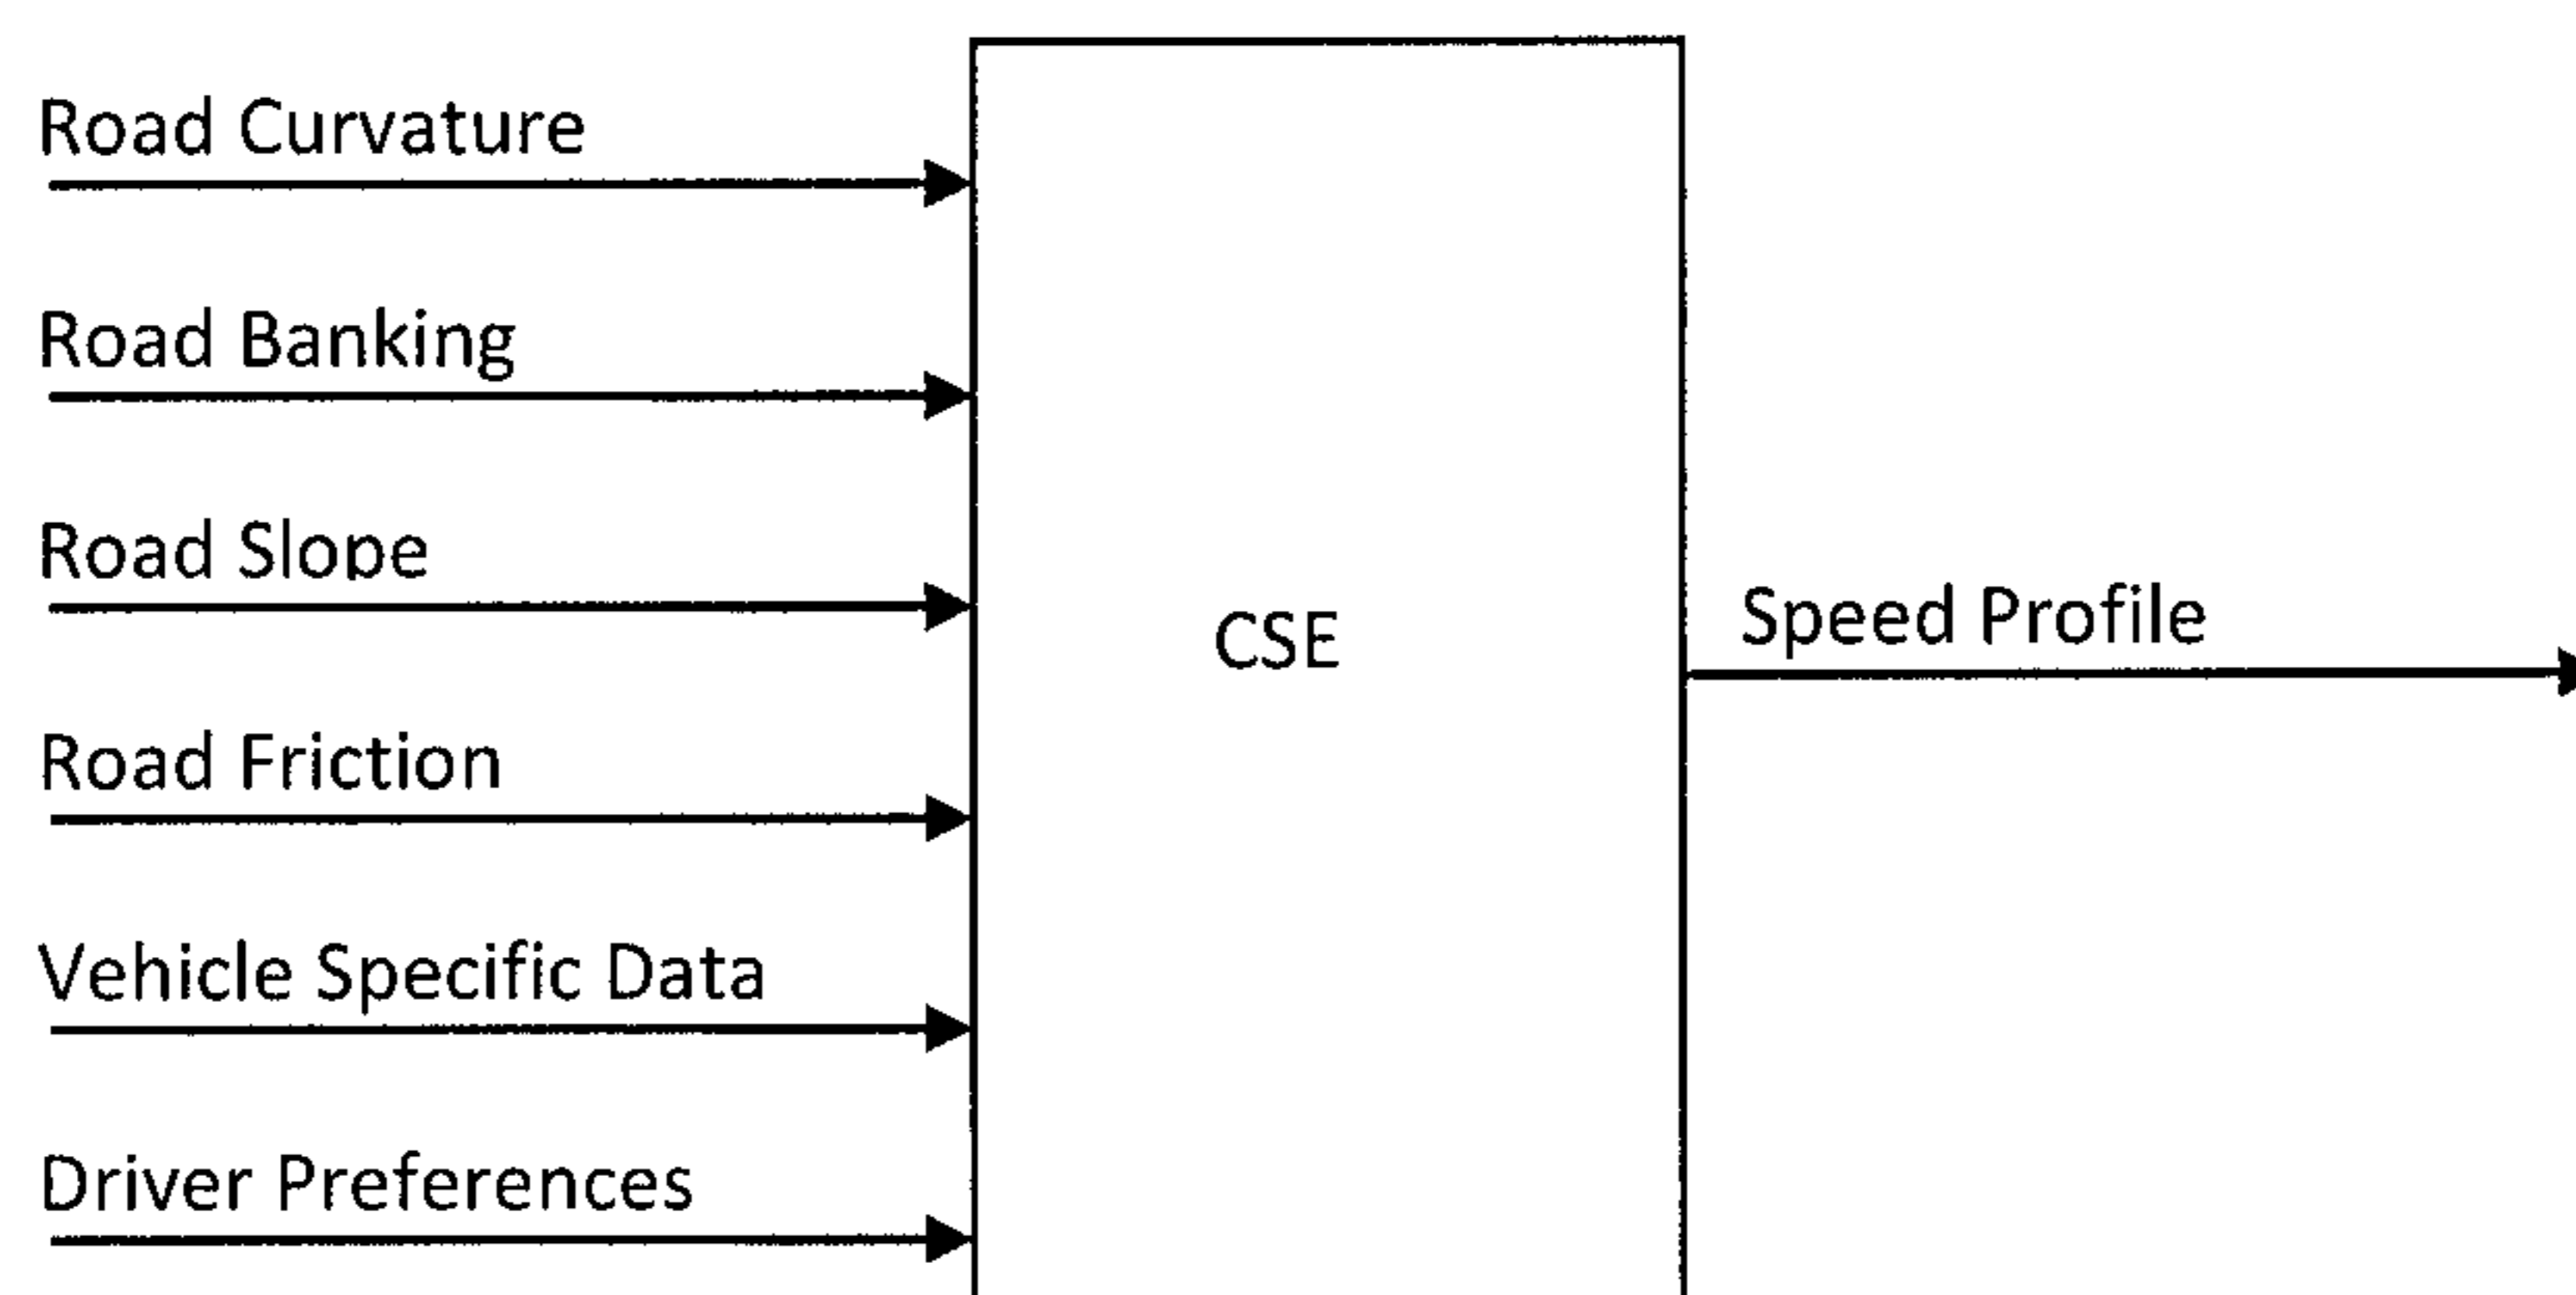 Road Curvature
Road Banking
Road Slope
CSE
Speed Profile
Road Friction
Vehicle Specific Data
Driver Preferences